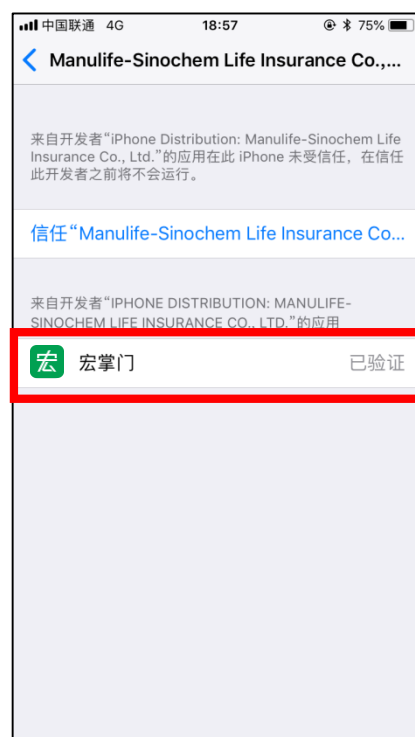 中国联通 4G 18:57 75%
Manulife-Sinochem Life Insurance Co.,...
来自开发者“iPhone Distribution: Manulife-Sinochem Life
Insurance Co., Ltd.”的应用在此 iPhone 未受信任，在信任
此开发者之前将不会运行。
信任“Manulife-Sinochem Life Insurance Co...
来自开发者“IPHONE DISTRIBUTION: MANULIFE-
SINOCHEM LIFE INSURANCE CO., LTD.”的应用
宏 宏掌门 已验证